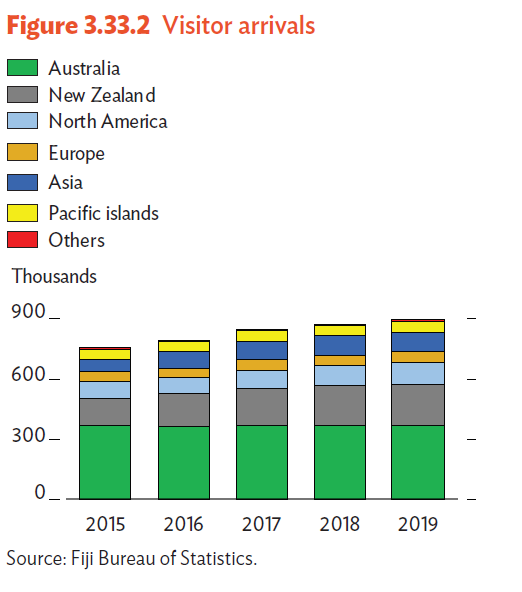 Figure 3.33.2 Visitor arrivals
Australia
New Zealand
North America
Europe
Asia
Pacific islands
Others
Thousands
900
600
300
0
2015 2016 2017 2018 2019
Source: Fiji Bureau of Statistics.